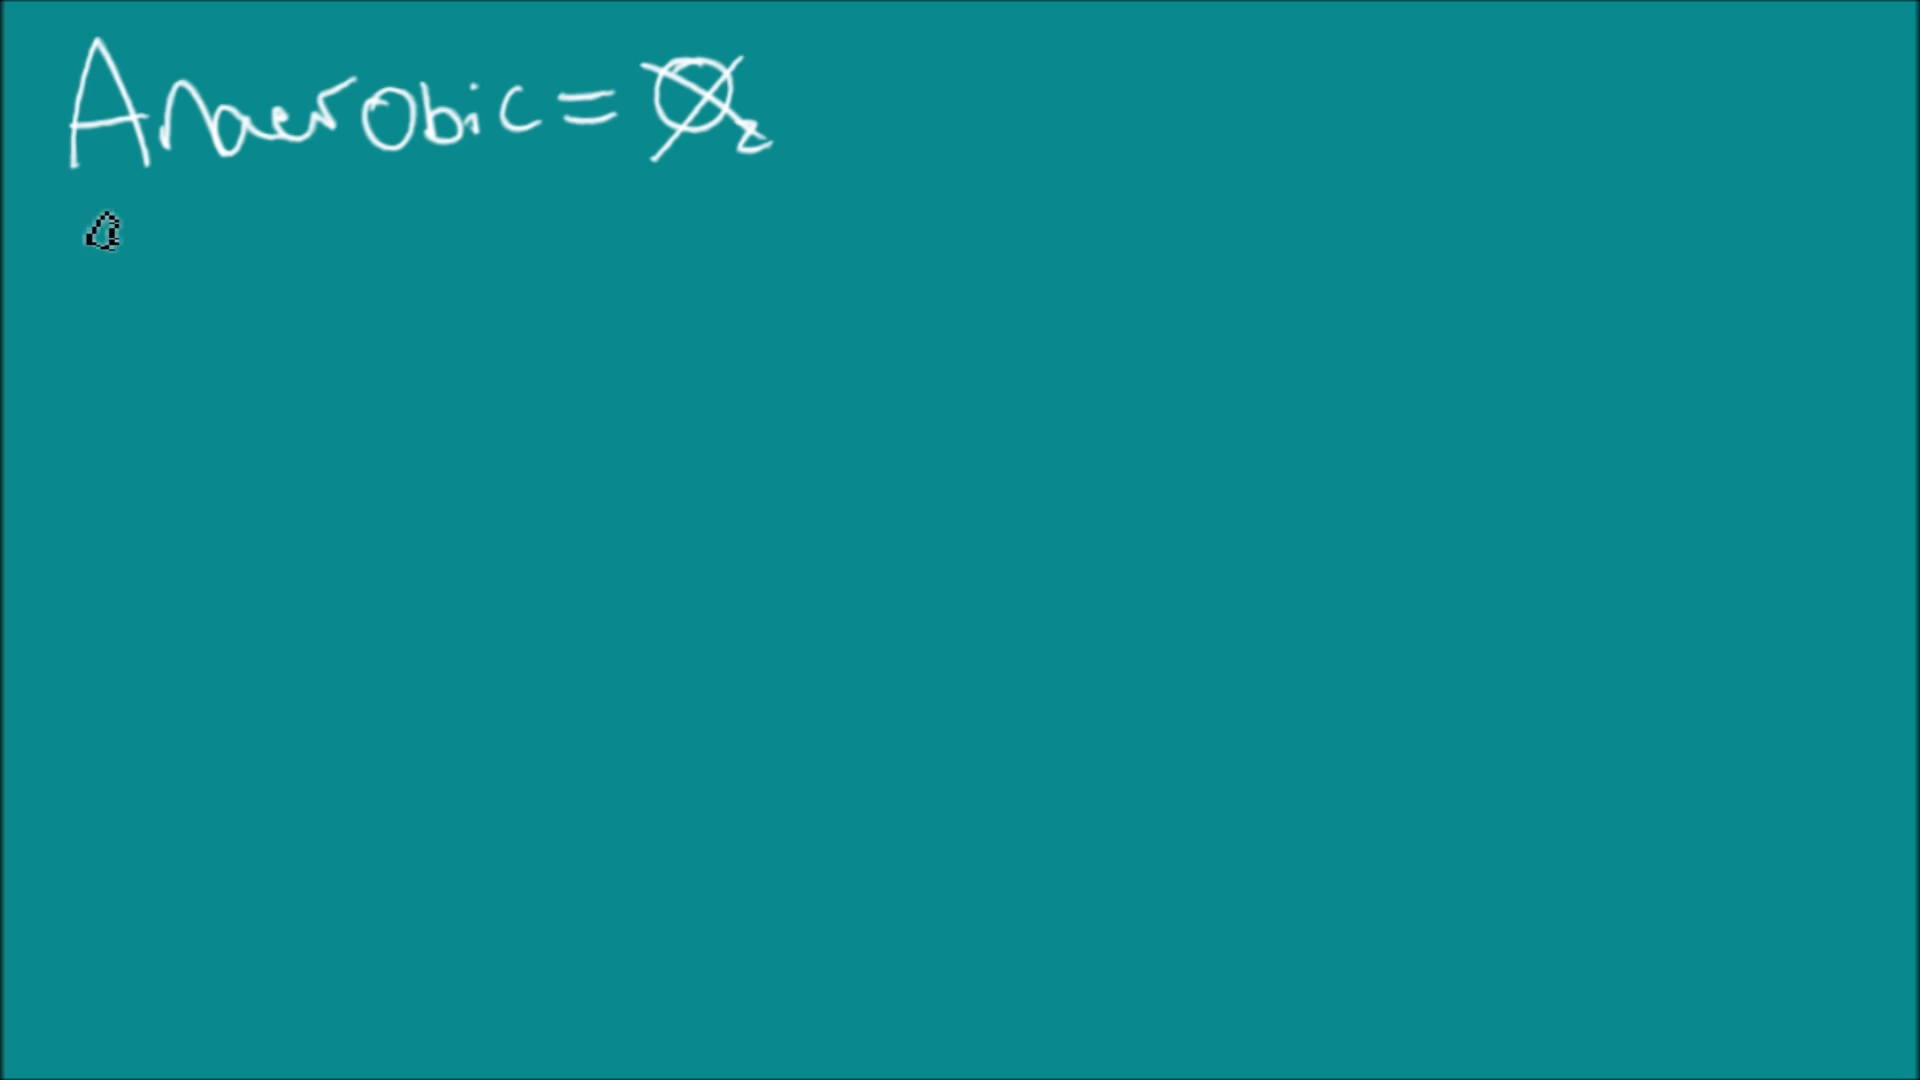 Anaerobic = O₂